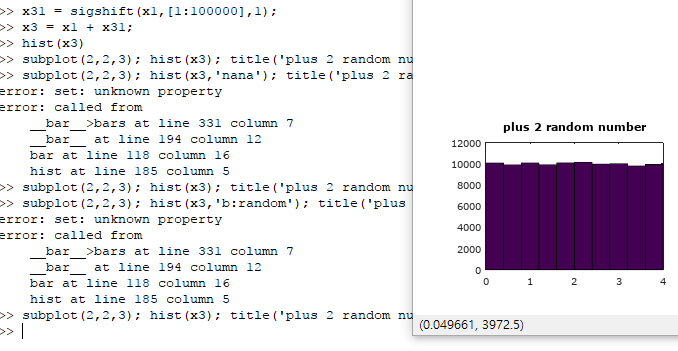 >> x31 = sigshift(x1,[1:100000],1);
>> x3 = x1 + x31;
>> hist(x3)
>> subplot(2,2,3); hist(x3); title('plus 2 random nu
>> subplot(2,2,3); hist(x3,'nana'); title('plus 2 ra
error: set: unknown property
error: called from
    __bar__>bars at line 331 column 7
    __bar__ at line 194 column 12
    bar at line 118 column 16
    hist at line 185 column 5
>> subplot(2,2,3); hist(x3); title('plus 2 random nu
>> subplot(2,2,3); hist(x3,'b:random'); title('plus
error: set: unknown property
error: called from
    __bar__>bars at line 331 column 7
    __bar__ at line 194 column 12
    bar at line 118 column 16
    hist at line 185 column 5
>> subplot(2,2,3); hist(x3); title('plus 2 random nu
>>
plus 2 random number
12000
10000
8000
6000
4000
2000
0
0 1 2 3 4
(0.049661, 3972.5)